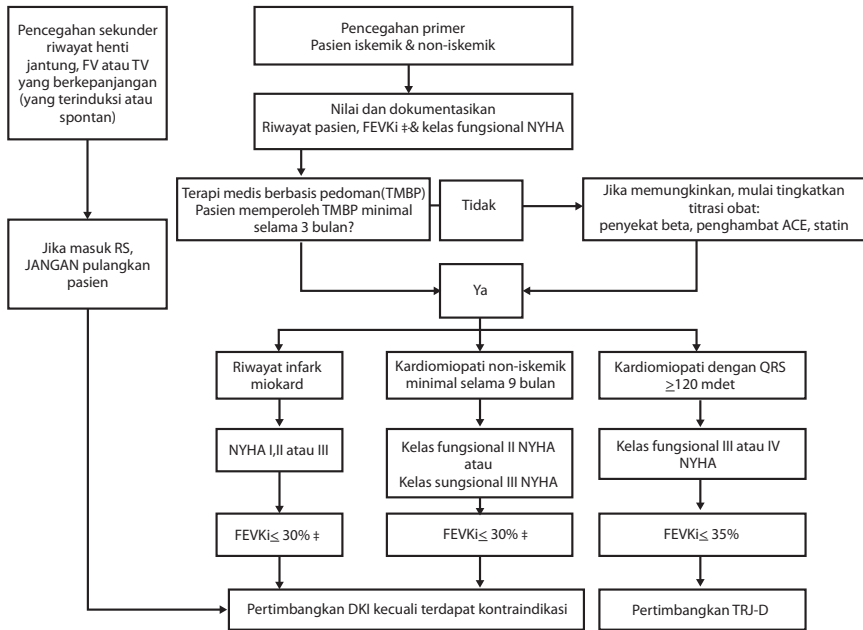 Pencegahan sekunder
riwayat henti
jantung, FV atau TV
yang berkepanjangan
(yang terinduksi atau
spontan)
Pencegahan primer
Pasien iskemik & non-iskemik
Nilai dan dokumentasikan
Riwayat pasien, FEVKi ‡& kelas fungsional NYHA
Terapi medis berbasis pedoman(TMBP)
Pasien memperoleh TMBP minimal
selama 3 bulan?
Tidak
Jika memungkinkan, mulai tingkatkan
titrasi obat:
penyekat beta, penghambat ACE, statin
Jika masuk RS,
JANGAN pulangkan
pasien
Ya
Riwayat infark
miokard
Kardiomiopati non-iskemik
minimal selama 9 bulan
Kardiomiopati dengan QRS
≥120 mdet
NYHA I,II atau III
Kelas fungsional II NYHA
atau
Kelas sungsional III NYHA
Kelas fungsional III atau IV
NYHA
FEVKi≤ 30% ‡
FEVKi≤ 30% ‡
FEVKi≤ 35%
Pertimbangkan DKI kecuali terdapat kontraindikasi
Pertimbangkan TRJ-D